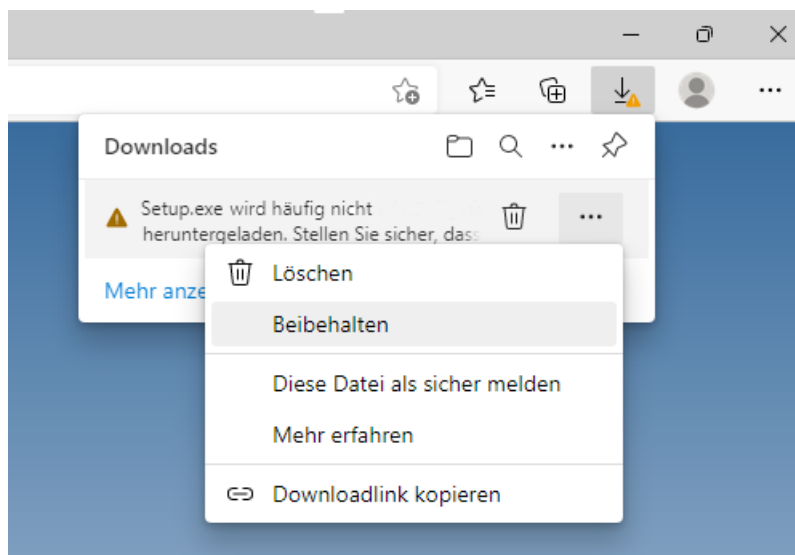 Downloads
Setup.exe wird häufig nicht
heruntergeladen. Stellen Sie sicher, dass
Mehr anze
Löschen
Beibehalten
Diese Datei als sicher melden
Mehr erfahren
Downloadlink kopieren